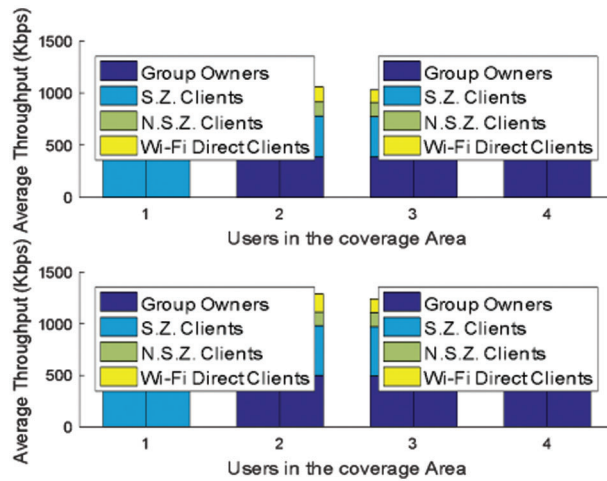 Average Throughput (Kbps)
1500
1000
500
0
Group Owners
S.Z. Clients
N.S.Z. Clients
Wi-Fi Direct Clients
Group Owners
S.Z. Clients
N.S.Z. Clients
Wi-Fi Direct Clients
1 2 3 4
Users in the coverage Area
Average Throughput (Kbps)
1500
1000
500
0
Group Owners
S.Z. Clients
N.S.Z. Clients
Wi-Fi Direct Clients
Group Owners
S.Z. Clients
N.S.Z. Clients
Wi-Fi Direct Clients
1 2 3 4
Users in the coverage Area